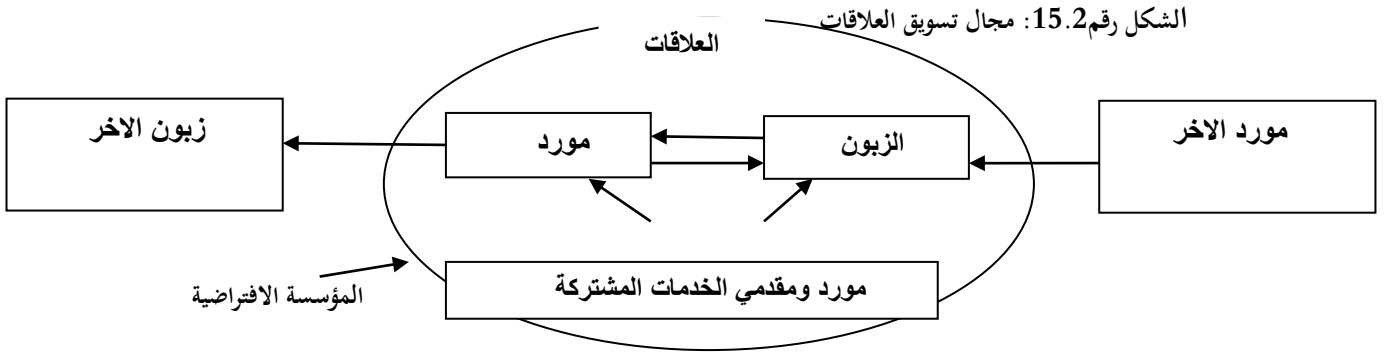 الشكل رقم15.2: مجال تسويق العلاقات
العلاقات
مورد الاخر
الزبون
مورد
زبون الاخر
مورد ومقدمي الخدمات المشتركة
المؤسسة الافتراضية